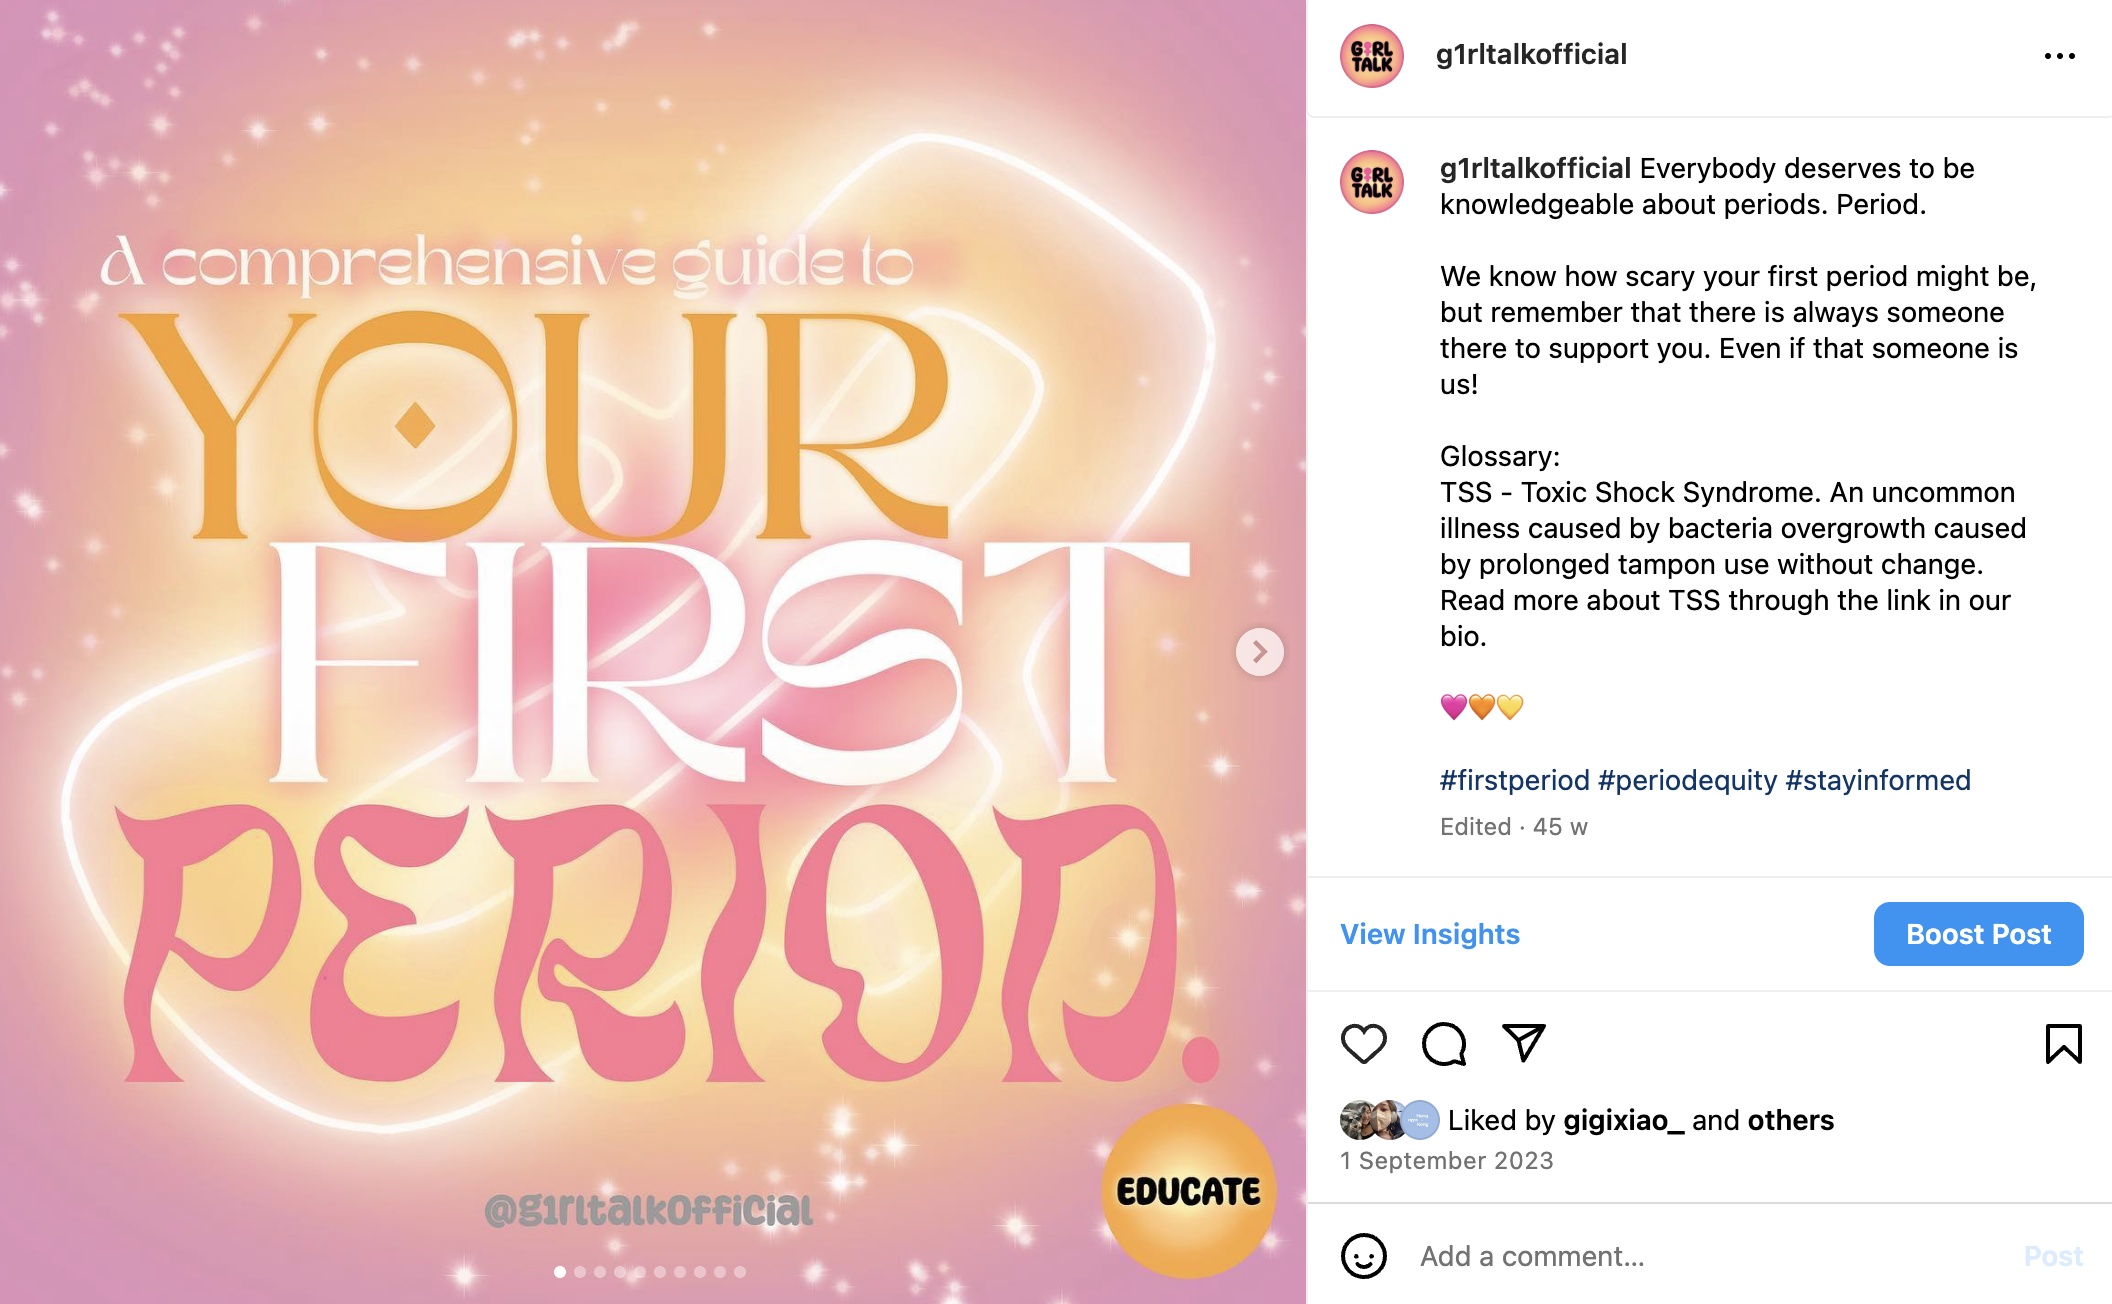 A comprehensive guide to
YOUR
FIRST
PERIOD.
@g1rltalkofficial
EDUCATE
GIRL
TALK
g1rltalkofficial
GIRL
TALK
g1rltalkofficial Everybody deserves to be
knowledgeable about periods. Period.
We know how scary your first period might be,
but remember that there is always someone
there to support you. Even if that someone is
us!
Glossary:
TSS - Toxic Shock Syndrome. An uncommon
illness caused by bacteria overgrowth caused
by prolonged tampon use without change.
Read more about TSS through the link in our
bio.
🩷🧡💛
#firstperiod #periodequity #stayinformed
Edited · 45 w
View Insights
Boost Post
Liked by gigixiao_ and others
1 September 2023
Add a comment...
Post